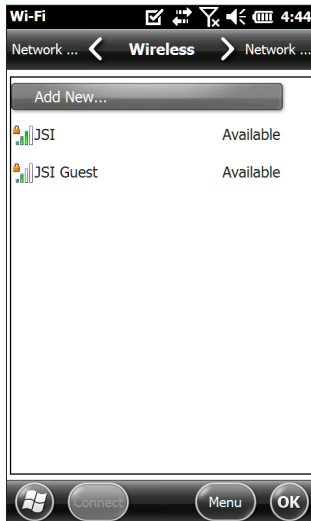 Wi-Fi 4:44
Network ... Wireless Network ...
Add New...
JSI Available
JSI Guest Available
Connect Menu OK